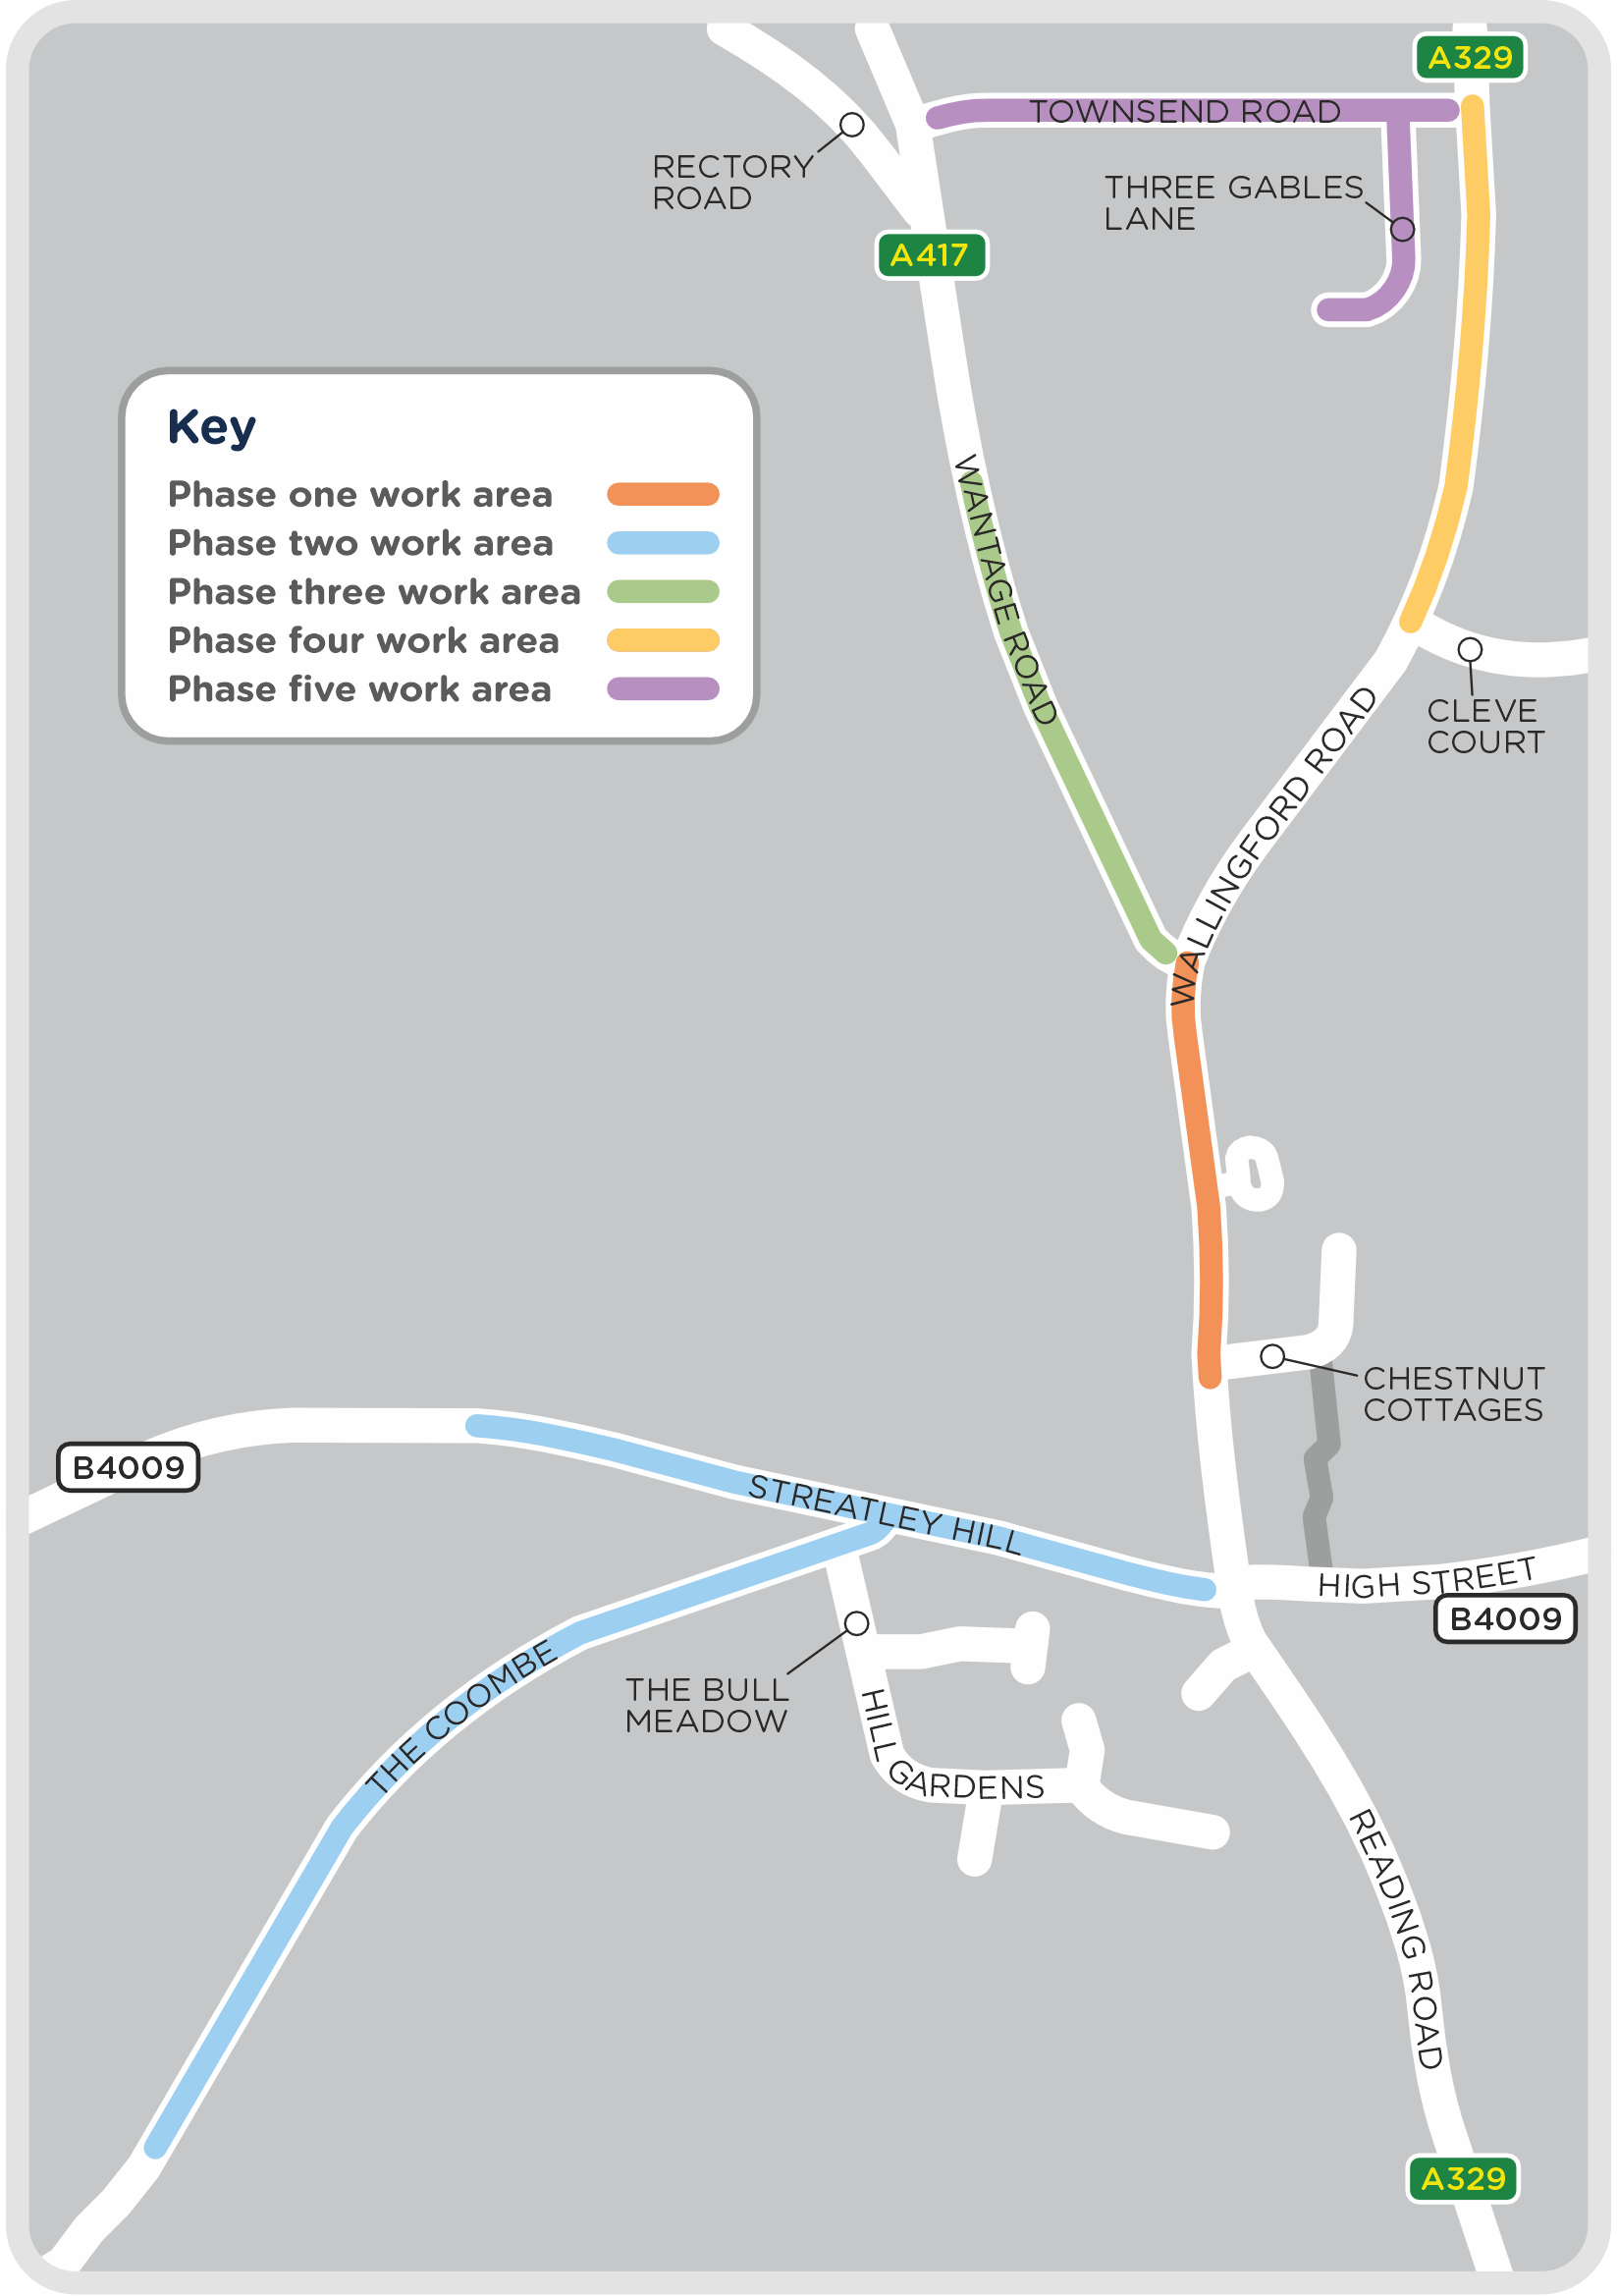 A329
TOWNSEND ROAD
RECTORY
ROAD
THREE GABLES
LANE
A417
Key
Phase one work area
Phase two work area
Phase three work area
Phase four work area
Phase five work area
WANTAGE ROAD
CLEVE
COURT
WALLINGFORD ROAD
CHESTNUT
COTTAGES
B4009
STREATLEY HILL
HIGH STREET
B4009
THE COOMBE
THE BULL
MEADOW
HILL GARDENS
READING ROAD
A329